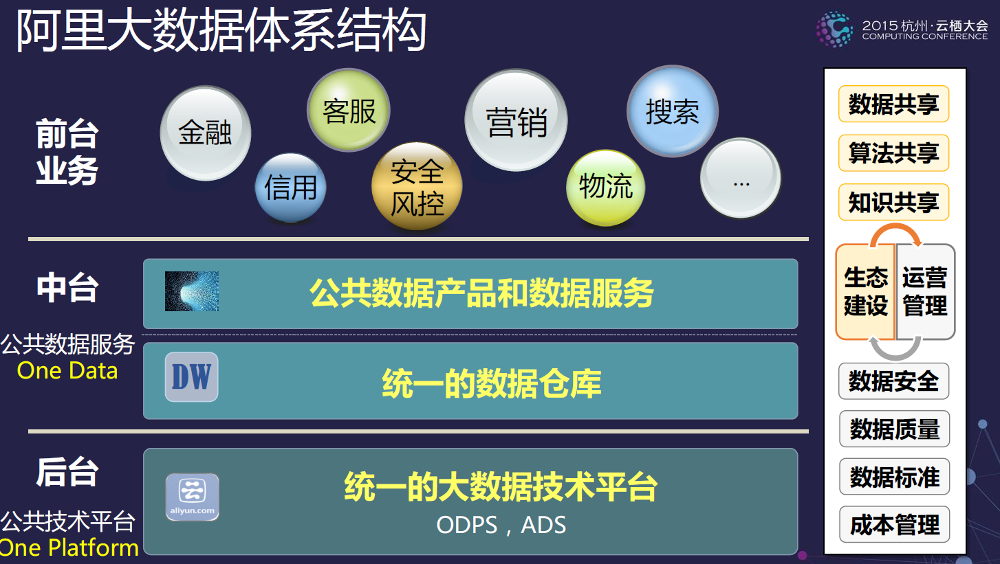 阿里大数据体系结构
2015 杭州·云栖大会
COMPUTING CONFERENCE
前台
业务
金融
信用
客服
安全
风控
营销
物流
搜索
...
中台
公共数据服务
One Data
公共数据产品和数据服务
DW
统一的数据仓库
后台
公共技术平台
One Platform
云
aliyun.com
统一的大数据技术平台
ODPS，ADS
数据共享
算法共享
知识共享
生态
建设
运营
管理
数据安全
数据质量
数据标准
成本管理